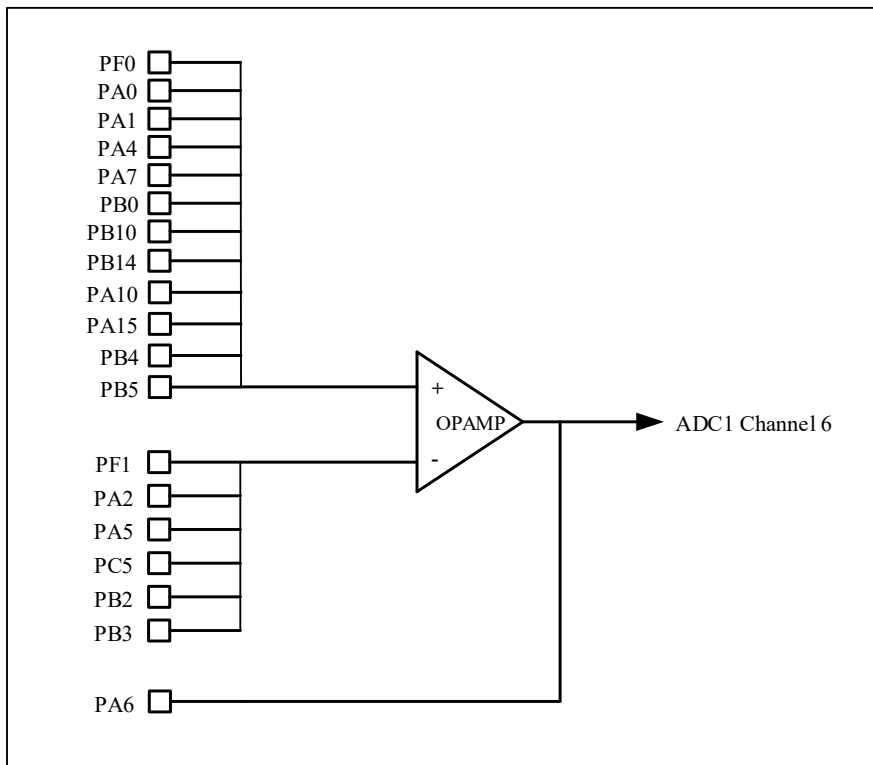 PF0
PA0
PA1
PA4
PA7
PB0
PB10
PB14
PA10
PA15
PB4
PB5
+
OPAMP
ADC1 Channel 6
-
PF1
PA2
PA5
PC5
PB2
PB3
PA6